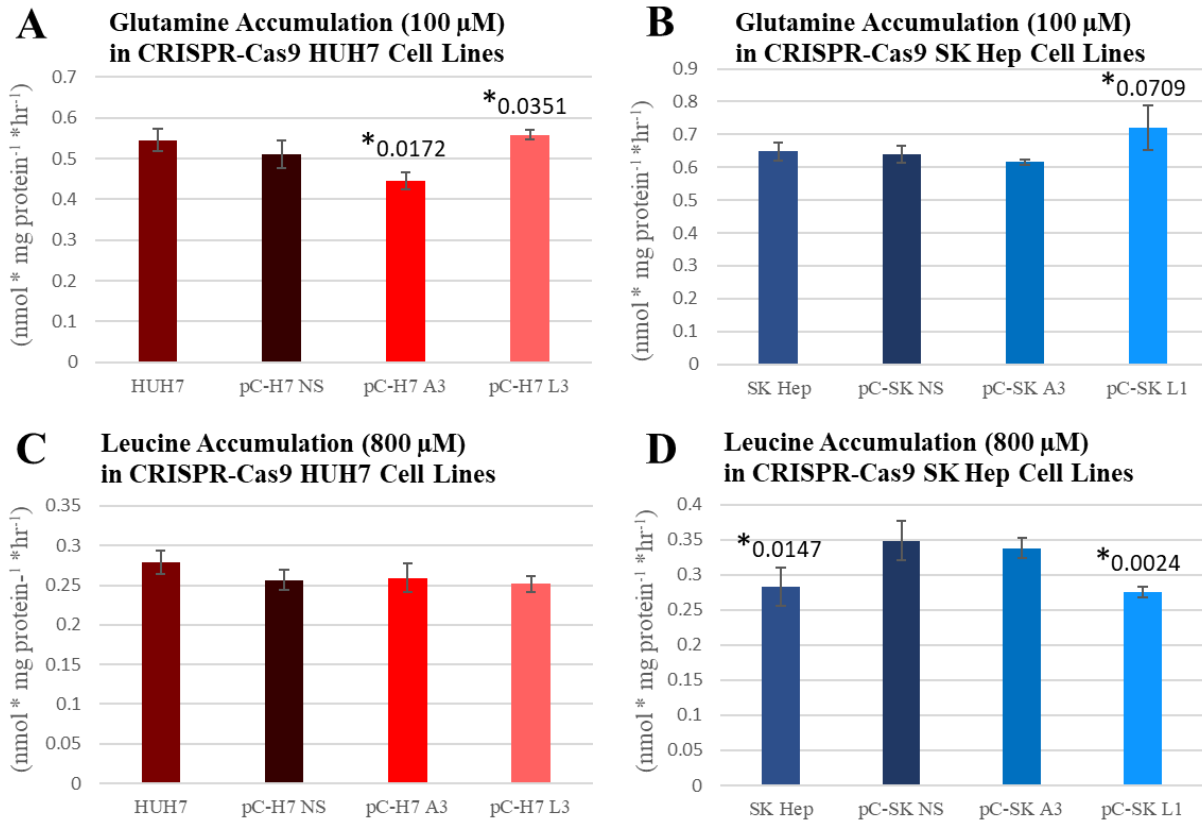 A
Glutamine Accumulation (100 µM)
in CRISPR-Cas9 HUH7 Cell Lines
(nmol * mg protein-1 *hr-1)
0.7
0.6
0.5
0.4
0.3
0.2
0.1
0
*0.0172
*0.0351
HUH7
pC-H7 NS
pC-H7 A3
pC-H7 L3
B
Glutamine Accumulation (100 µM)
in CRISPR-Cas9 SK Hep Cell Lines
(nmol * mg protein-1 *hr-1)
0.9
0.8
0.7
0.6
0.5
0.4
0.3
0.2
0.1
0
*0.0709
SK Hep
pC-SK NS
pC-SK A3
pC-SK L1
C
Leucine Accumulation (800 µM)
in CRISPR-Cas9 HUH7 Cell Lines
(nmol * mg protein-1 *hr-1)
0.35
0.3
0.25
0.2
0.15
0.1
0.05
0
HUH7
pC-H7 NS
pC-H7 A3
pC-H7 L3
D
Leucine Accumulation (800 µM)
in CRISPR-Cas9 SK Hep Cell Lines
(nmol * mg protein-1 *hr-1)
0.4
0.35
0.3
0.25
0.2
0.15
0.1
0.05
0
*0.0147
*0.0024
SK Hep
pC-SK NS
pC-SK A3
pC-SK L1